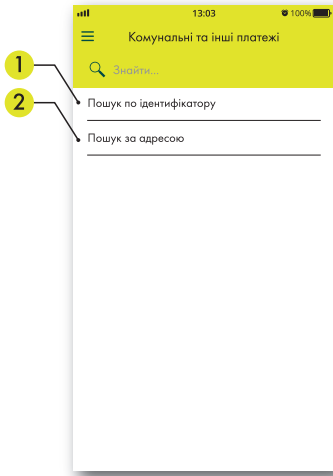 13:03
100%
Комунальні та інші платежі
Знайти...
1
Пошук по ідентифікатору
2
Пошук за адресою